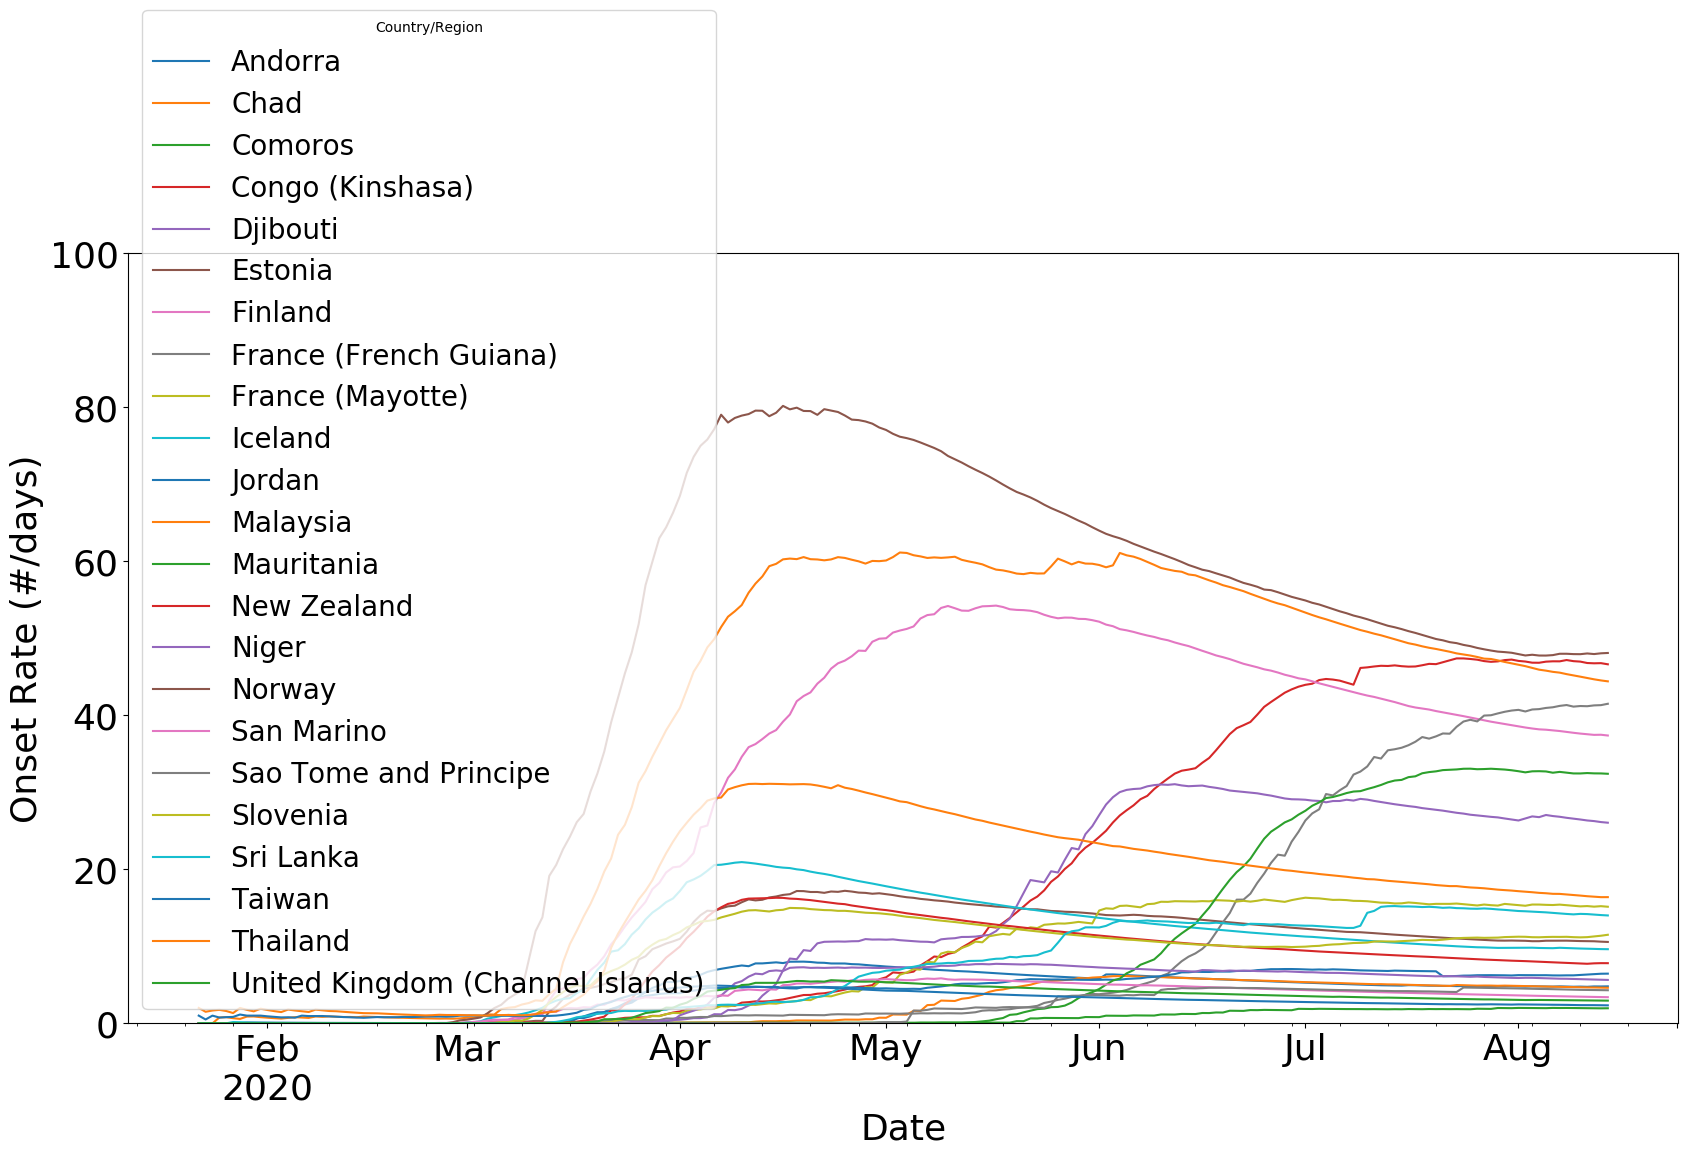 Country/Region
Andorra
Chad
Comoros
Congo (Kinshasa)
Djibouti
Estonia
Finland
France (French Guiana)
France (Mayotte)
Iceland
Jordan
Malaysia
Mauritania
New Zealand
Niger
Norway
San Marino
Sao Tome and Principe
Slovenia
Sri Lanka
Taiwan
Thailand
United Kingdom (Channel Islands)
Onset Rate (#/days)
100
80
60
40
20
0
Feb Mar Apr May Jun Jul Aug
2020
Date